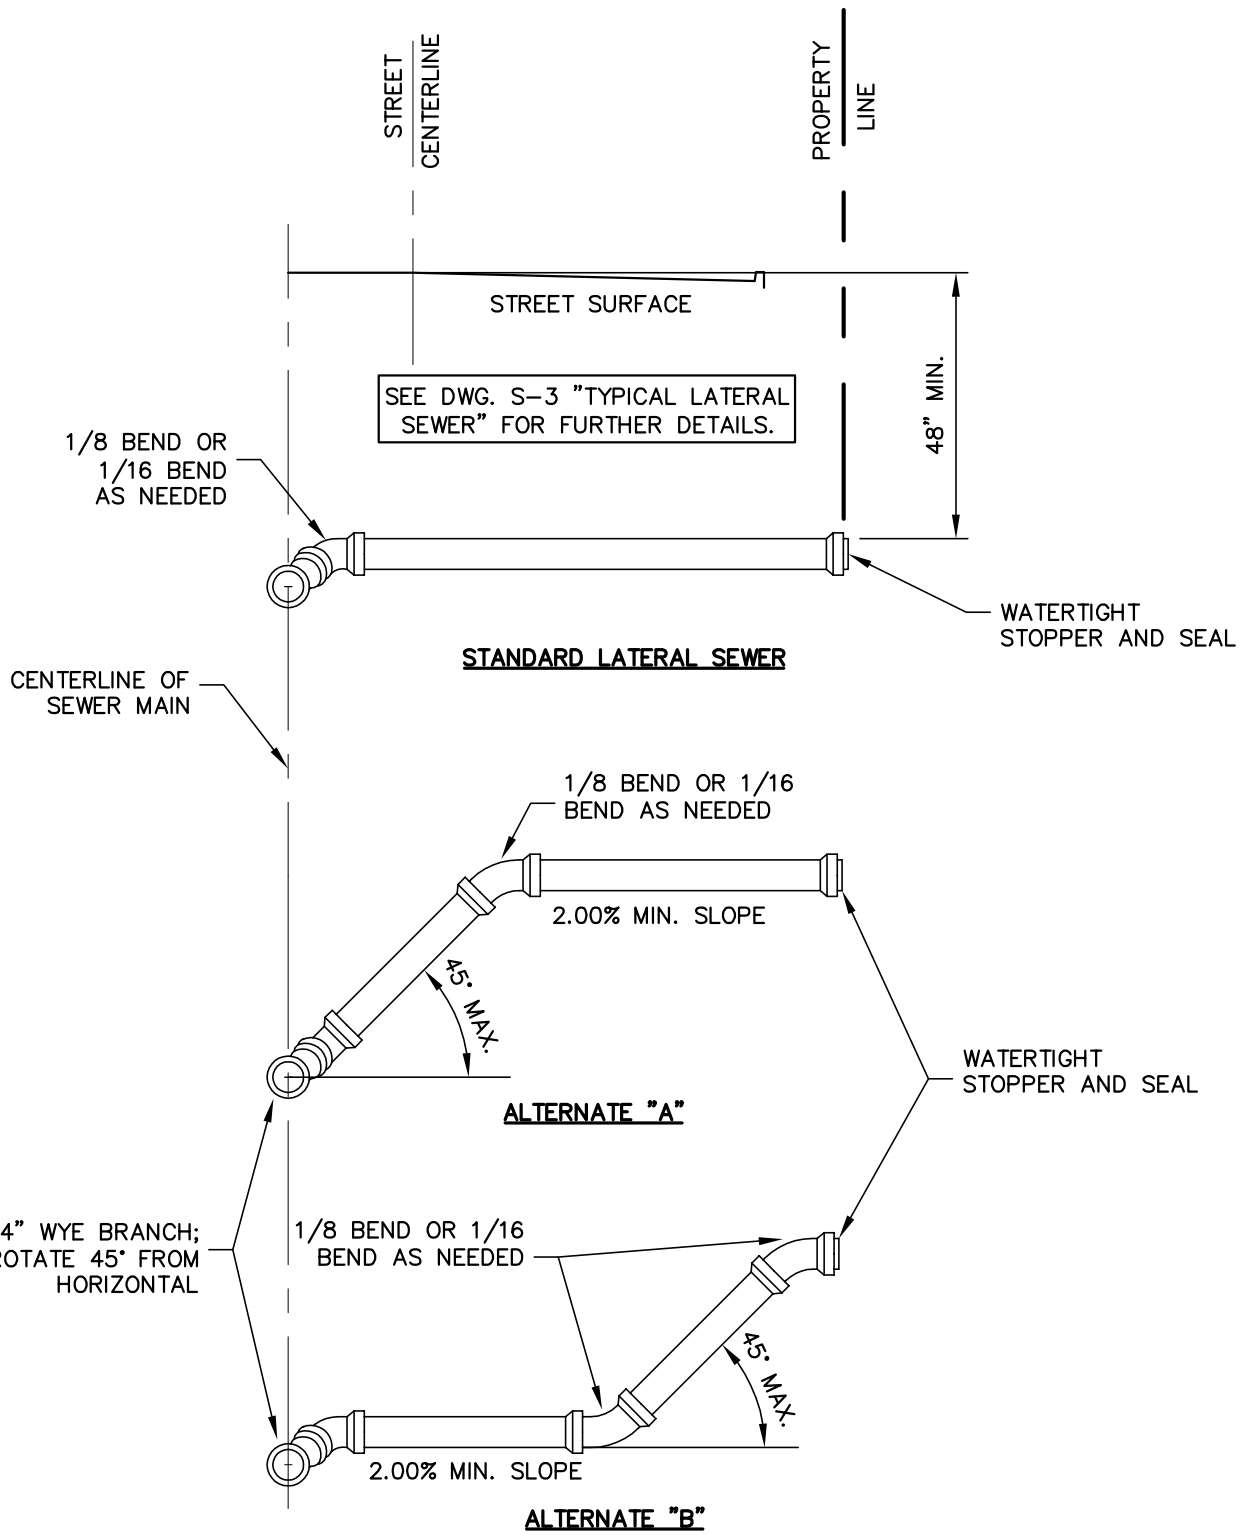 STREET
CENTERLINE
PROPERTY
LINE
STREET SURFACE
48" MIN.
SEE DWG. S-3 "TYPICAL LATERAL
SEWER" FOR FURTHER DETAILS.
1/8 BEND OR
1/16 BEND
AS NEEDED
WATERTIGHT
STOPPER AND SEAL
STANDARD LATERAL SEWER
CENTERLINE OF
SEWER MAIN
1/8 BEND OR 1/16
BEND AS NEEDED
2.00% MIN. SLOPE
45° MAX.
WATERTIGHT
STOPPER AND SEAL
ALTERNATE "A"
4" WYE BRANCH;
ROTATE 45° FROM
HORIZONTAL
1/8 BEND OR 1/16
BEND AS NEEDED
45° MAX.
2.00% MIN. SLOPE
ALTERNATE "B"